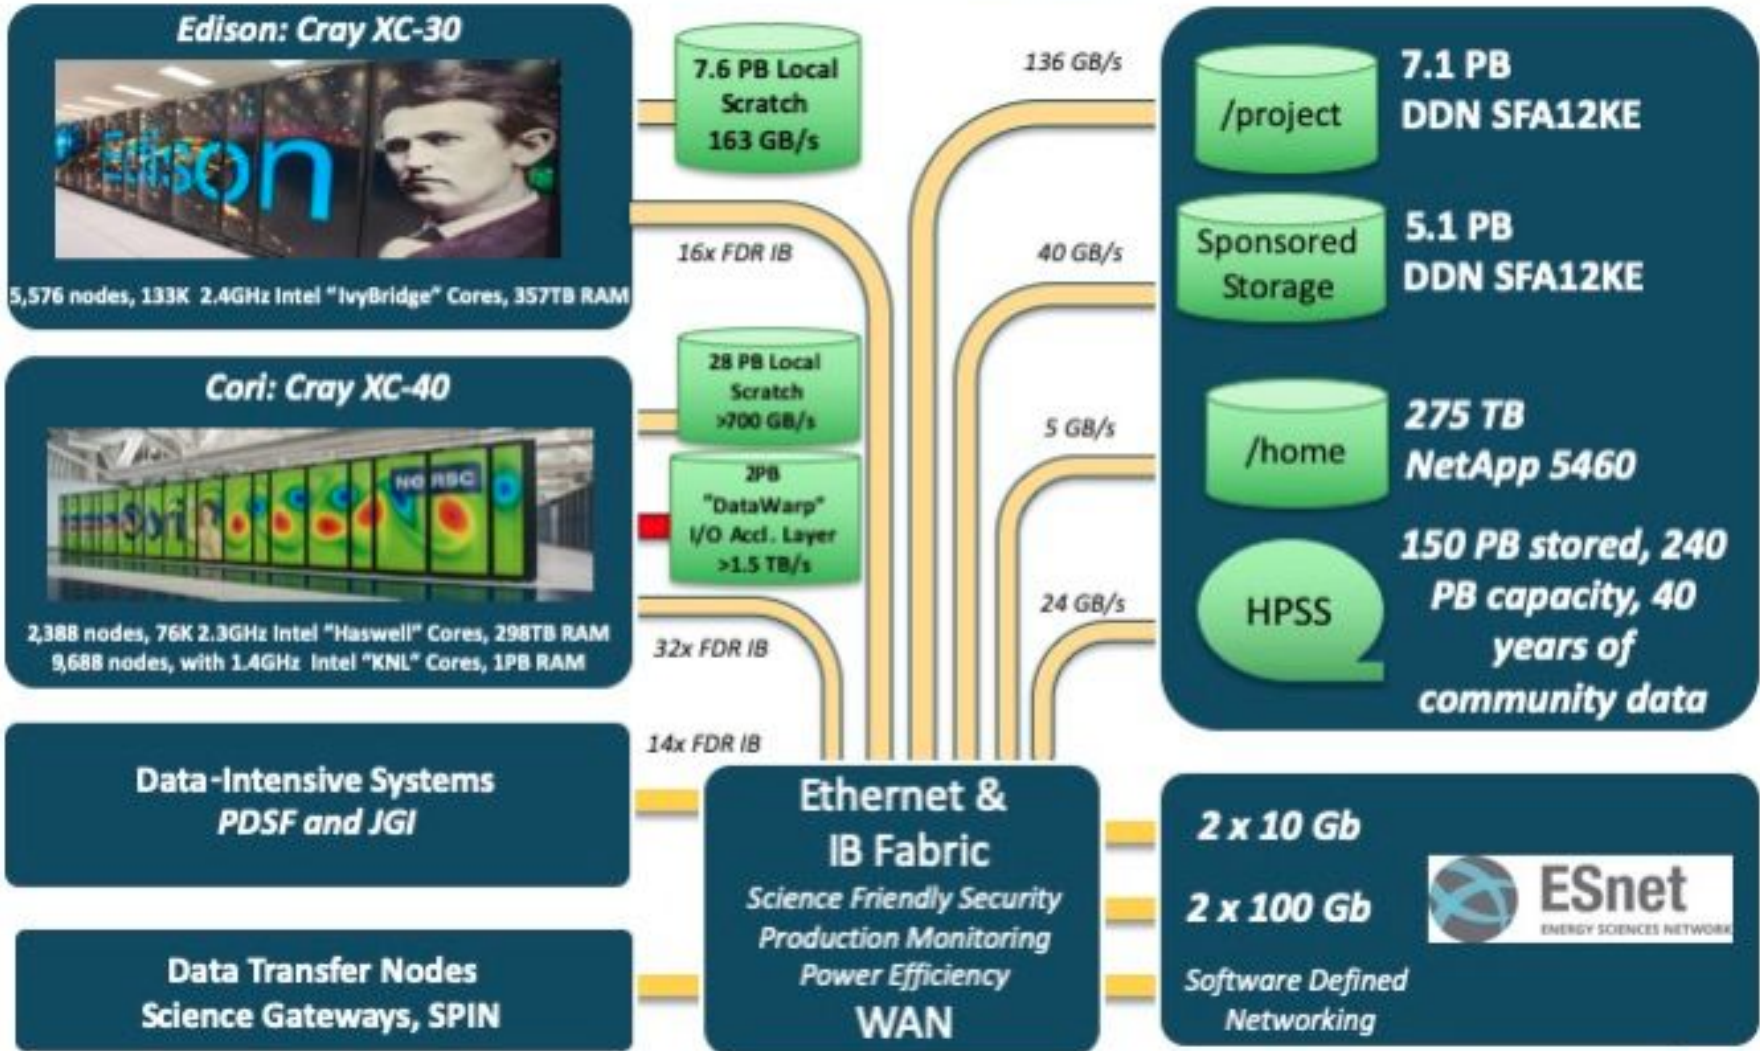 Edison: Cray XC-30
Edison
5,576 nodes, 133K 2.4GHz Intel “IvyBridge” Cores, 357TB RAM
7.6 PB Local
Scratch
163 GB/s
16x FDR IB
Cori: Cray XC-40
Cori
NERSC
2,388 nodes, 76K 2.3GHz Intel “Haswell” Cores, 298TB RAM
9,688 nodes, with 1.4GHz Intel “KNL” Cores, 1PB RAM
28 PB Local
Scratch
>700 GB/s
2PB
“DataWarp”
I/O Accl. Layer
>1.5 TB/s
32x FDR IB
14x FDR IB
Data-Intensive Systems
PDSF and JGI
Data Transfer Nodes
Science Gateways, SPIN
Ethernet &
IB Fabric
Science Friendly Security
Production Monitoring
Power Efficiency
WAN
136 GB/s
40 GB/s
5 GB/s
24 GB/s
/project
7.1 PB
DDN SFA12KE
Sponsored
Storage
5.1 PB
DDN SFA12KE
/home
275 TB
NetApp 5460
HPSS
150 PB stored, 240
PB capacity, 40
years of
community data
2 x 10 Gb
2 x 100 Gb
Software Defined
Networking
ESnet
ENERGY SCIENCES NETWORK